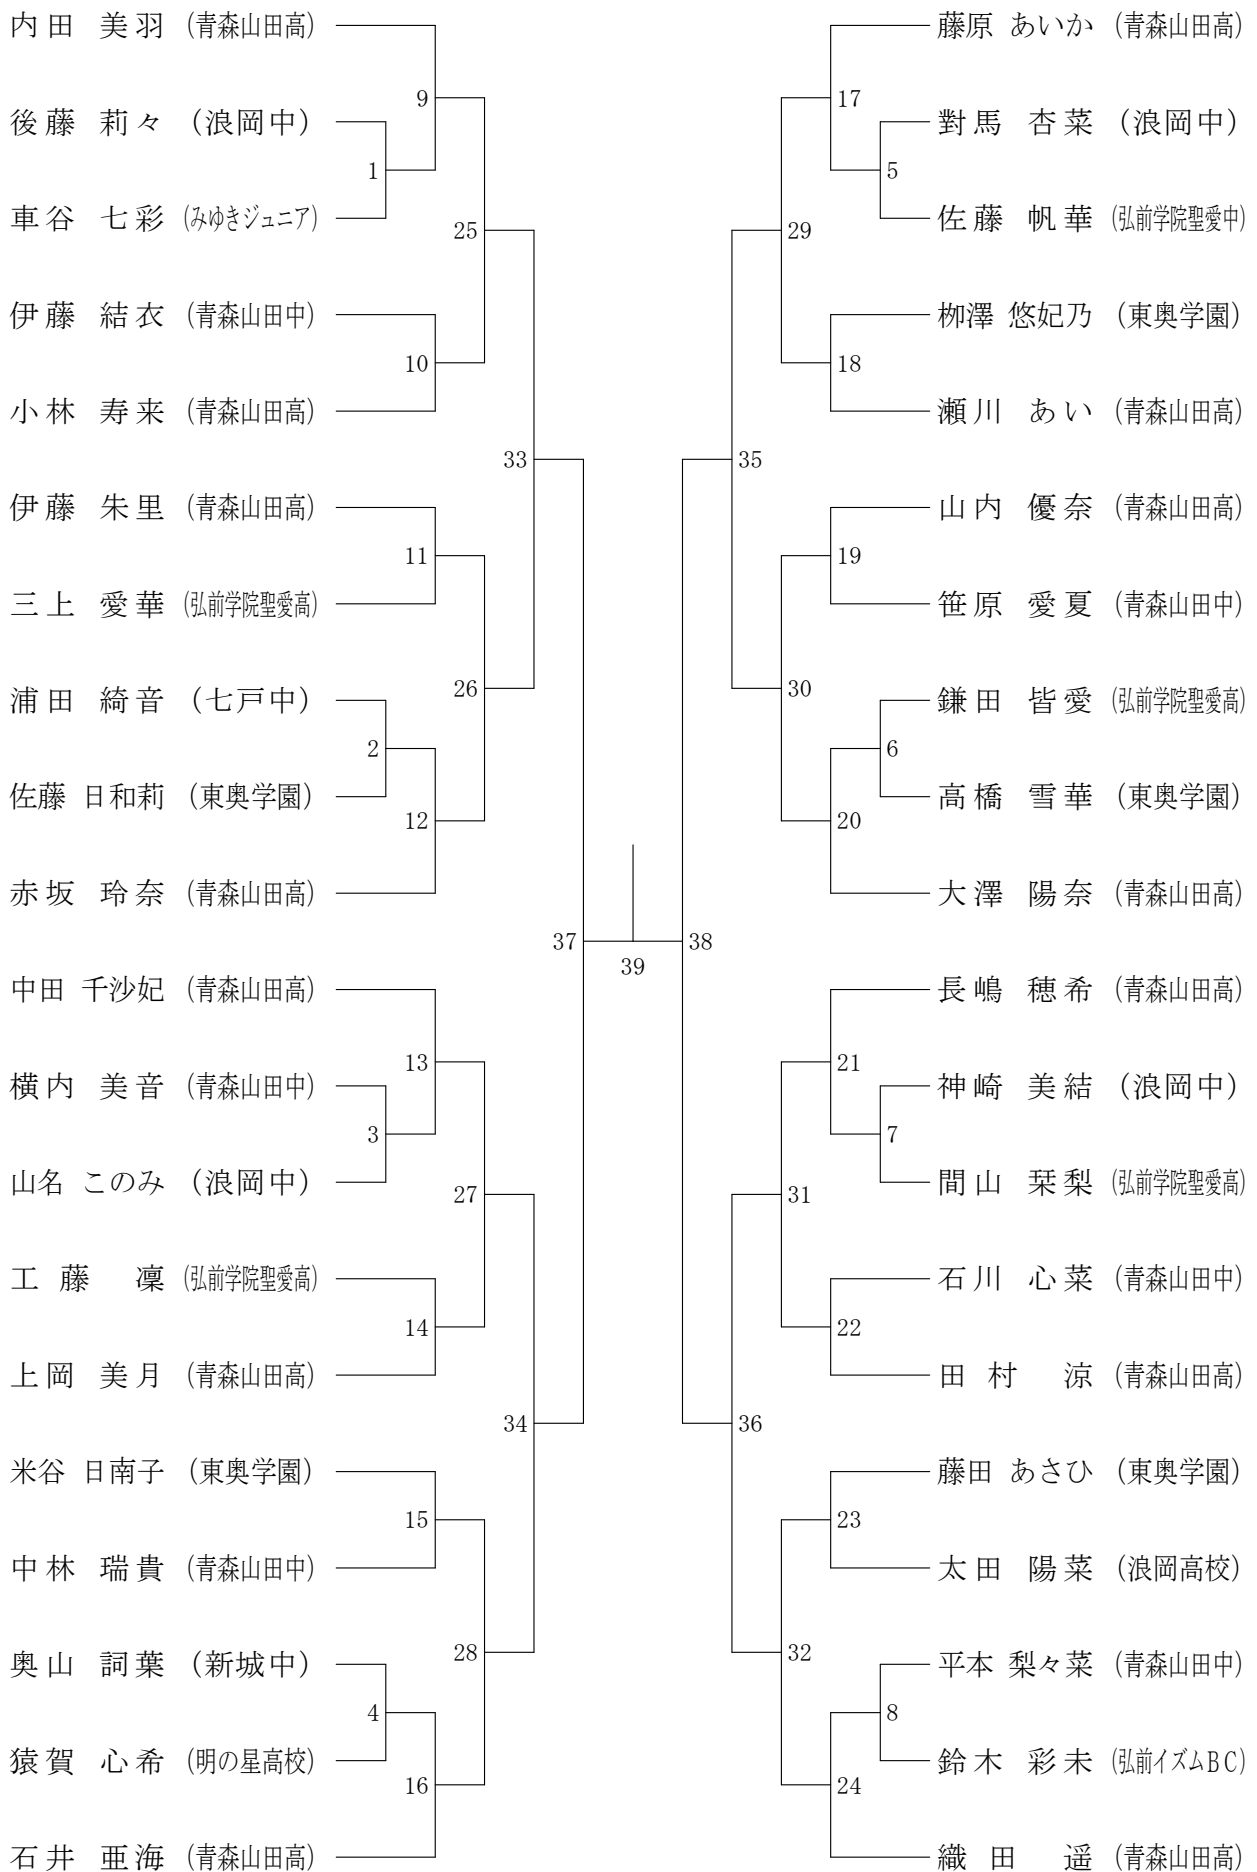 内田 美羽 (青森山田高)
後藤 莉々 (浪岡中)
車谷 七彩 (みゆきジュニア)
伊藤 結衣 (青森山田中)
小林 寿来 (青森山田高)
伊藤 朱里 (青森山田高)
三上 愛華 (弘前学院聖愛高)
浦田 綺音 (七戸中)
佐藤 日和莉 (東奥学園)
赤坂 玲奈 (青森山田高)
中田 千沙妃 (青森山田高)
横内 美音 (青森山田中)
山名 このみ (浪岡中)
工藤 凜 (弘前学院聖愛高)
上岡 美月 (青森山田高)
米谷 日南子 (東奥学園)
中林 瑞貴 (青森山田中)
奥山 詞葉 (新城中)
猿賀 心希 (明の星高校)
石井 亜海 (青森山田高)
1
2
3
4
9
10
11
12
13
14
15
16
25
26
27
28
33
34
37
39
38
35
36
29
30
31
32
17
18
19
20
21
22
23
24
5
6
7
8
藤原 あいか (青森山田高)
對馬 杏菜 (浪岡中)
佐藤 帆華 (弘前学院聖愛中)
栁澤 悠妃乃 (東奥学園)
瀬川 あい (青森山田高)
山内 優奈 (青森山田高)
笹原 愛夏 (青森山田中)
鎌田 皆愛 (弘前学院聖愛高)
高橋 雪華 (東奥学園)
大澤 陽奈 (青森山田高)
長嶋 穂希 (青森山田高)
神崎 美結 (浪岡中)
間山 栞梨 (弘前学院聖愛高)
石川 心菜 (青森山田中)
田村 涼 (青森山田高)
藤田 あさひ (東奥学園)
太田 陽菜 (浪岡高校)
平本 梨々菜 (青森山田中)
鈴木 彩未 (弘前イズムBC)
織田 遥 (青森山田高)